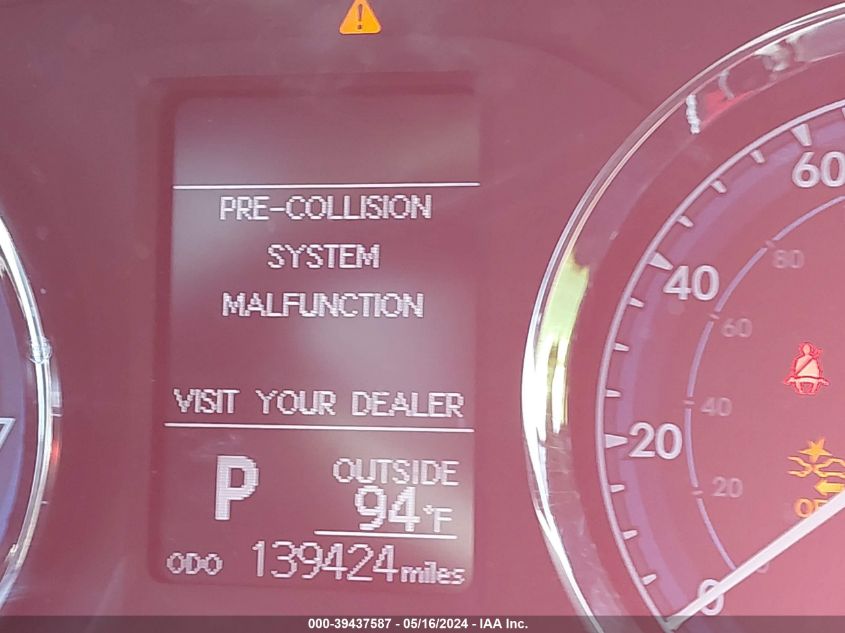 PRE-COLLISION
SYSTEM
MALFUNCTION
VISIT YOUR DEALER
P
OUTSIDE
94°F
ODO 139424 miles
60
80
40
60
40
20
20
0
000-39437587 - 05/16/2024 - IAA Inc.